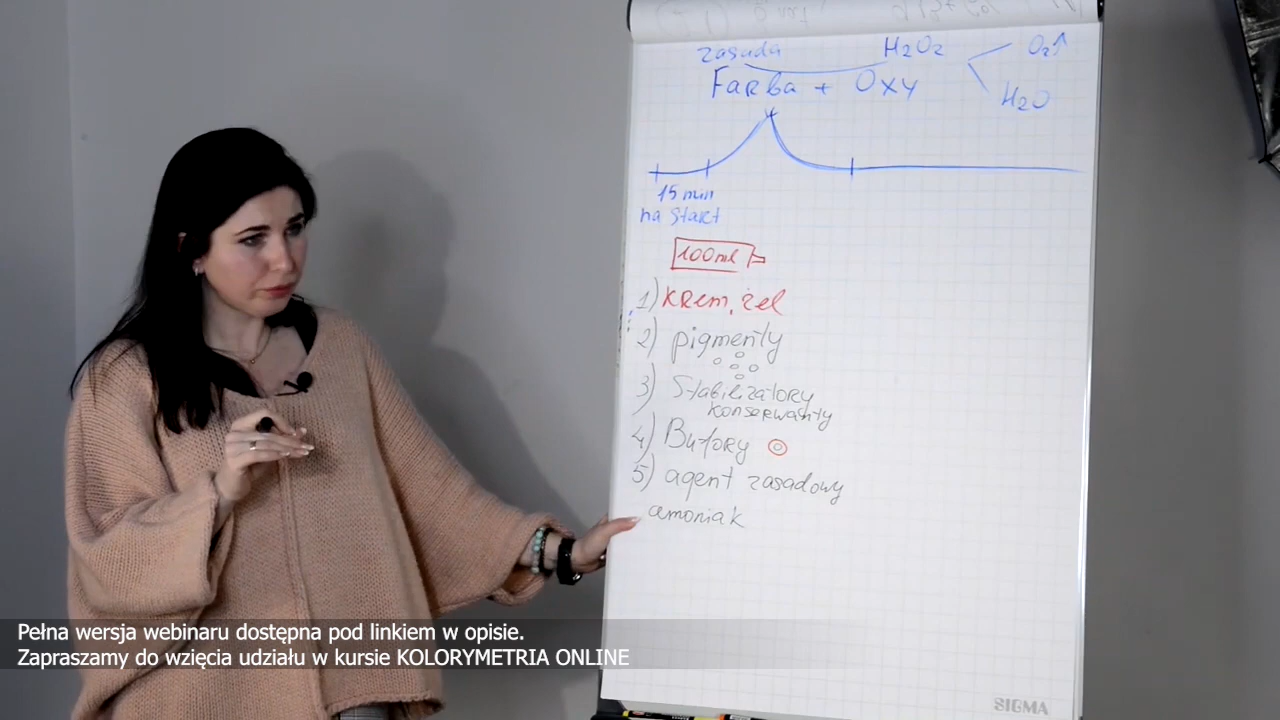 zasada H2O2 O2↑
Farba + Oxy H2O
15 min
na start
100ml
1) Krem, żel
2) pigmenty
3) Stabilizatory
konserwanty
4) Bufory
5) agent zasadowy
amoniak
Pełna wersja webinaru dostępna pod linkiem w opisie.
Zapraszamy do wzięcia udziału w kursie KOLORYMETRIA ONLINE
SIGMA